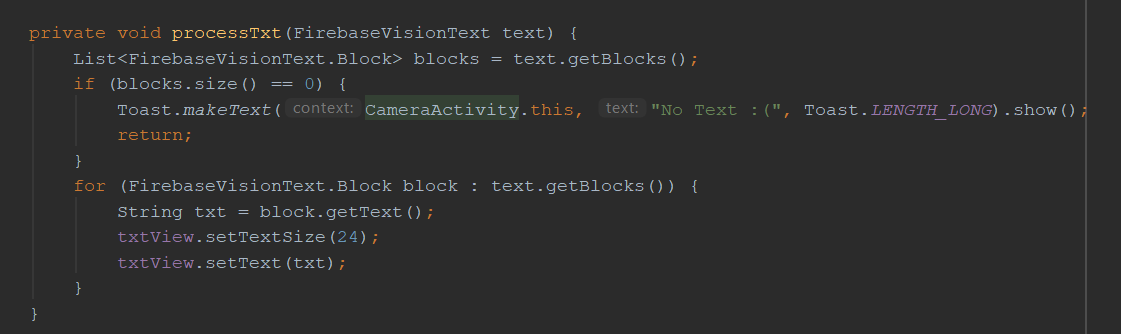 private void processTxt(FirebaseVisionText text) {
    List<FirebaseVisionText.Block> blocks = text.getBlocks();
    if (blocks.size() == 0) {
        Toast.makeText( context: CameraActivity.this, text: "No Text :(", Toast.LENGTH_LONG).show();
        return;
    }
    for (FirebaseVisionText.Block block : text.getBlocks()) {
        String txt = block.getText();
        txtView.setTextSize(24);
        txtView.setText(txt);
    }
}